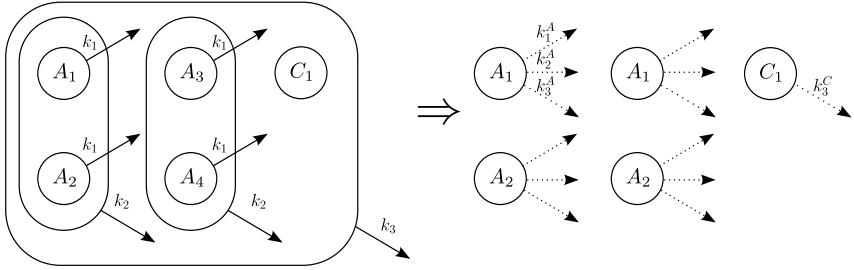 k₁ k₁ k₁ᴬ
A₁ A₃ C₁ A₁ k₂ᴬ A₁ C₁
k₃ᴬ k₃ᶜ
⇒
k₁ k₁
A₂ A₄ A₂ A₂
k₂ k₂
k₃